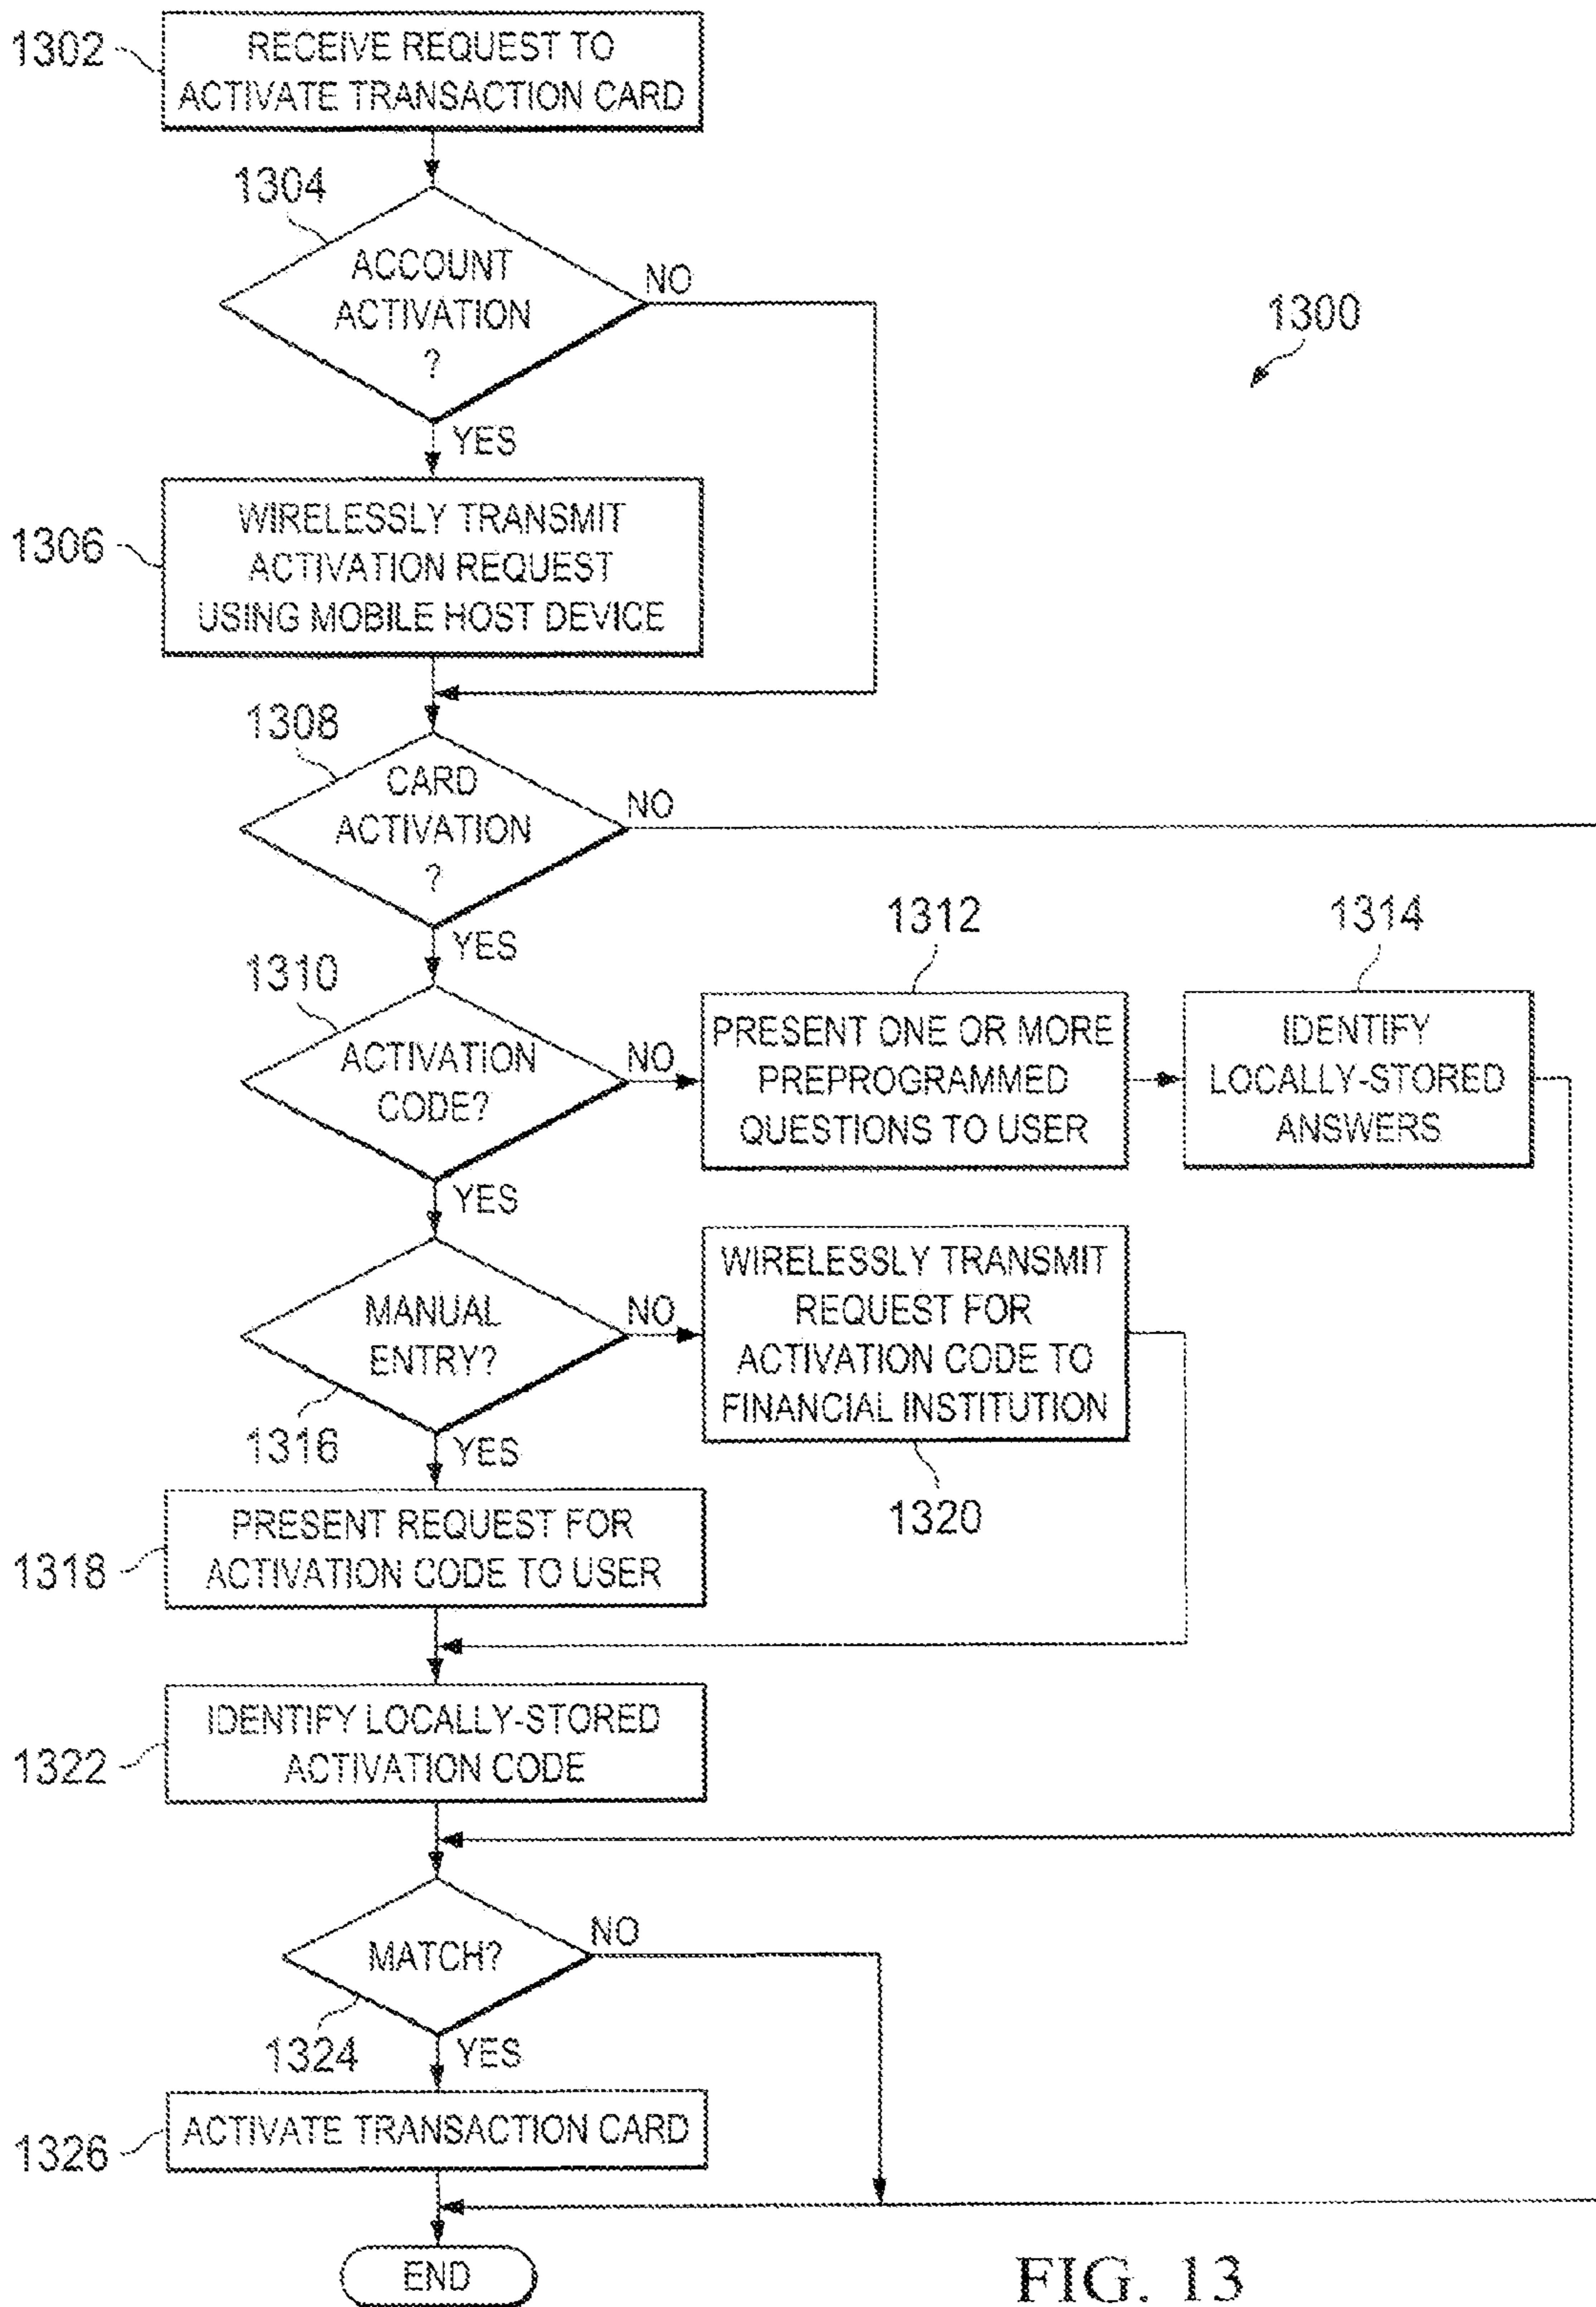 1302
RECEIVE REQUEST TO
ACTIVATE TRANSACTION CARD
1304
ACCOUNT
ACTIVATION
?
NO
1300
YES
1306
WIRELESSLY TRANSMIT
ACTIVATION REQUEST
USING MOBILE HOST DEVICE
1308
CARD
ACTIVATION
?
NO
YES
1310
ACTIVATION
CODE?
NO
1312
PRESENT ONE OR MORE
PREPROGRAMMED
QUESTIONS TO USER
1314
IDENTIFY
LOCALLY-STORED
ANSWERS
YES
MANUAL
ENTRY?
NO
1316
WIRELESSLY TRANSMIT
REQUEST FOR
ACTIVATION CODE TO
FINANCIAL INSTITUTION
1320
YES
1318
PRESENT REQUEST FOR
ACTIVATION CODE TO USER
1322
IDENTIFY LOCALLY-STORED
ACTIVATION CODE
MATCH?
NO
1324
YES
1326
ACTIVATE TRANSACTION CARD
END
FIG. 13